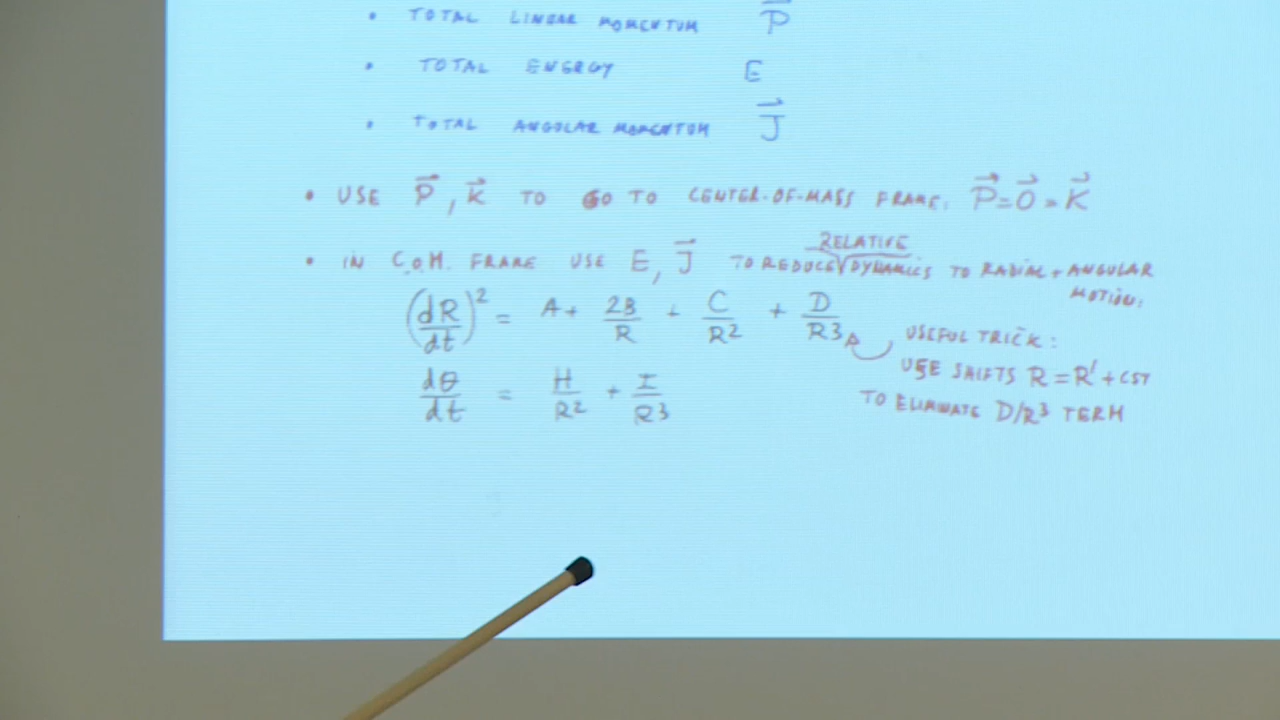 • TOTAL LINEAR MOMENTUM P⃗
• TOTAL ENERGY E
• TOTAL ANGULAR MOMENTUM J⃗
• USE P⃗, K⃗ TO GO TO CENTER-OF-MASS FRAME: P⃗=0⃗=K⃗
• IN C.O.M. FRAME USE E, J⃗ TO REDUCE RELATIVE DYNAMICS TO RADIAL + ANGULAR
MOTION:
(dR/dt)² = A + 2B/R + C/R² + D/R³
USEFUL TRICK:
USE SHIFTS R=R'+CST
TO ELIMINATE D/R³ TERM
dθ/dt = H/R² + I/R³